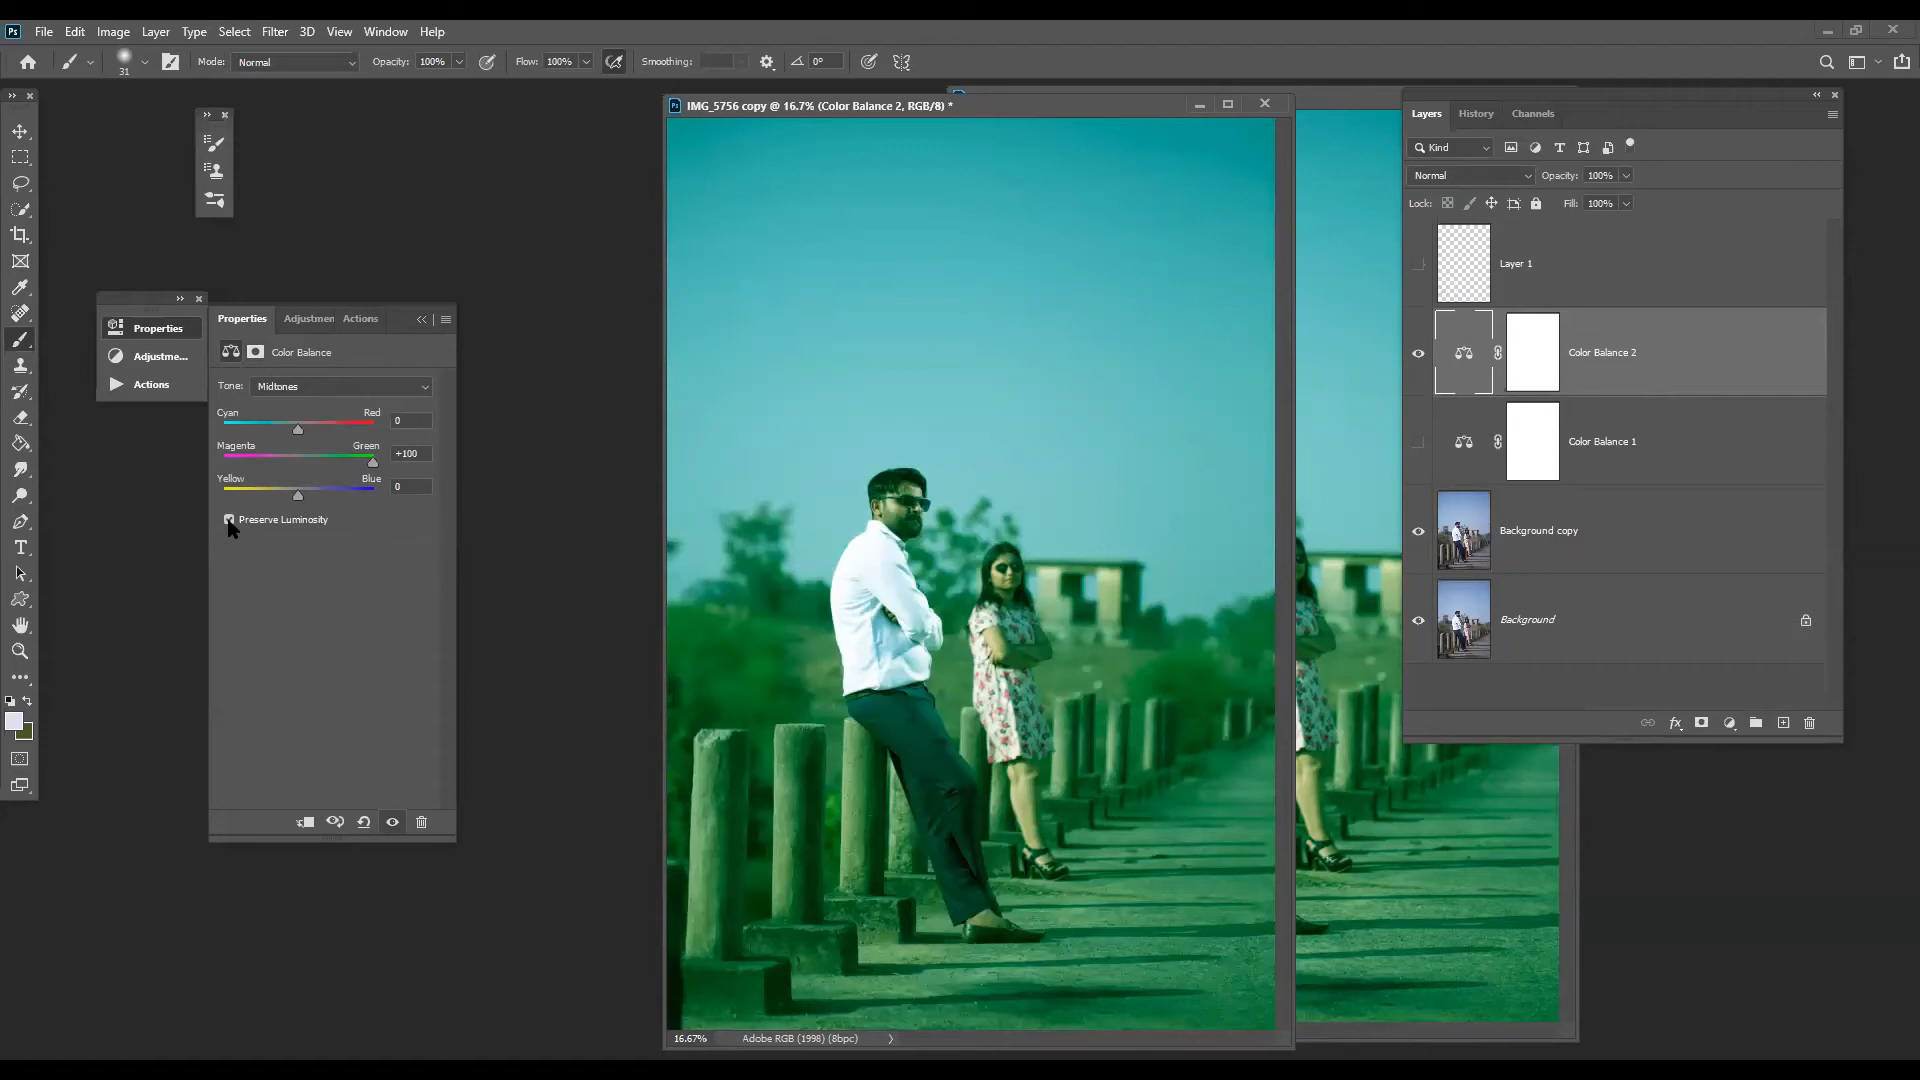 Ps File Edit Image Layer Type Select Filter 3D View Window Help
31 Mode: Normal Opacity: 100% Flow: 100% Smoothing: 0°
Ps IMG_5756 copy @ 16.7% (Color Balance 2, RGB/8) *
Layers History Channels
Kind
Normal Opacity: 100%
Lock: Fill: 100%
Layer 1
Color Balance 2
Color Balance 1
Background copy
Background
Properties
Adjustme...
Actions
Properties Adjustmen Actions
Color Balance
Tone: Midtones
Cyan Red 0
Magenta Green +100
Yellow Blue 0
Preserve Luminosity
16.67% Adobe RGB (1998) (8bpc)